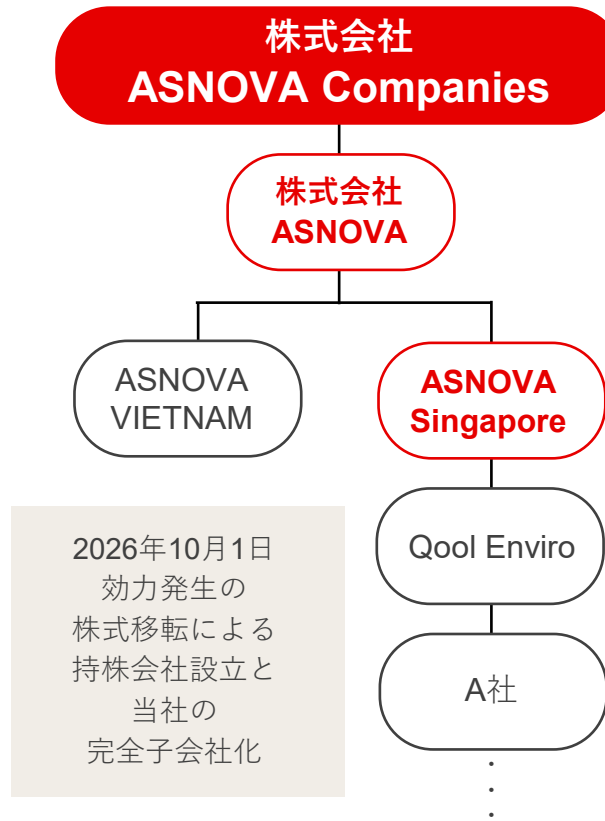 株式会社
ASNOVA Companies
株式会社
ASNOVA
ASNOVA
VIETNAM
ASNOVA
Singapore
Qool Enviro
A社
2026年10月1日
効力発生の
株式移転による
持株会社設立と
当社の
完全子会社化